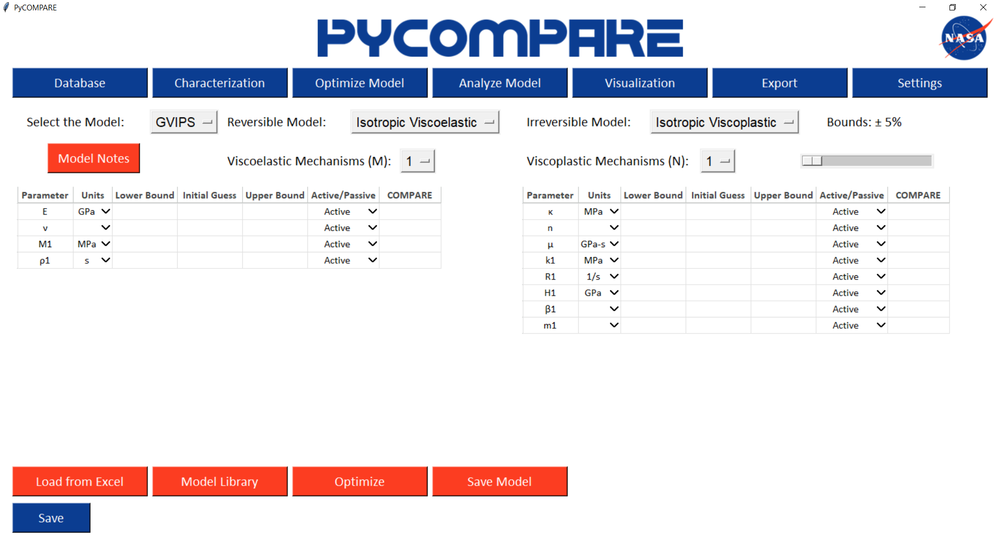 PyCOMPARE
PYCOMPARE
NASA
Database Characterization Optimize Model Analyze Model Visualization Export Settings
Select the Model: GVIPS Reversible Model: Isotropic Viscoelastic Irreversible Model: Isotropic Viscoplastic Bounds: ± 5%
Model Notes Viscoelastic Mechanisms (M): 1 Viscoplastic Mechanisms (N): 1
Parameter Units Lower Bound Initial Guess Upper Bound Active/Passive COMPARE
E GPa Active
ν Active
M1 MPa Active
ρ1 s Active
Parameter Units Lower Bound Initial Guess Upper Bound Active/Passive COMPARE
κ MPa Active
n Active
μ GPa-s Active
k1 MPa Active
R1 1/s Active
H1 GPa Active
β1 Active
m1 Active
Load from Excel Model Library Optimize Save Model
Save